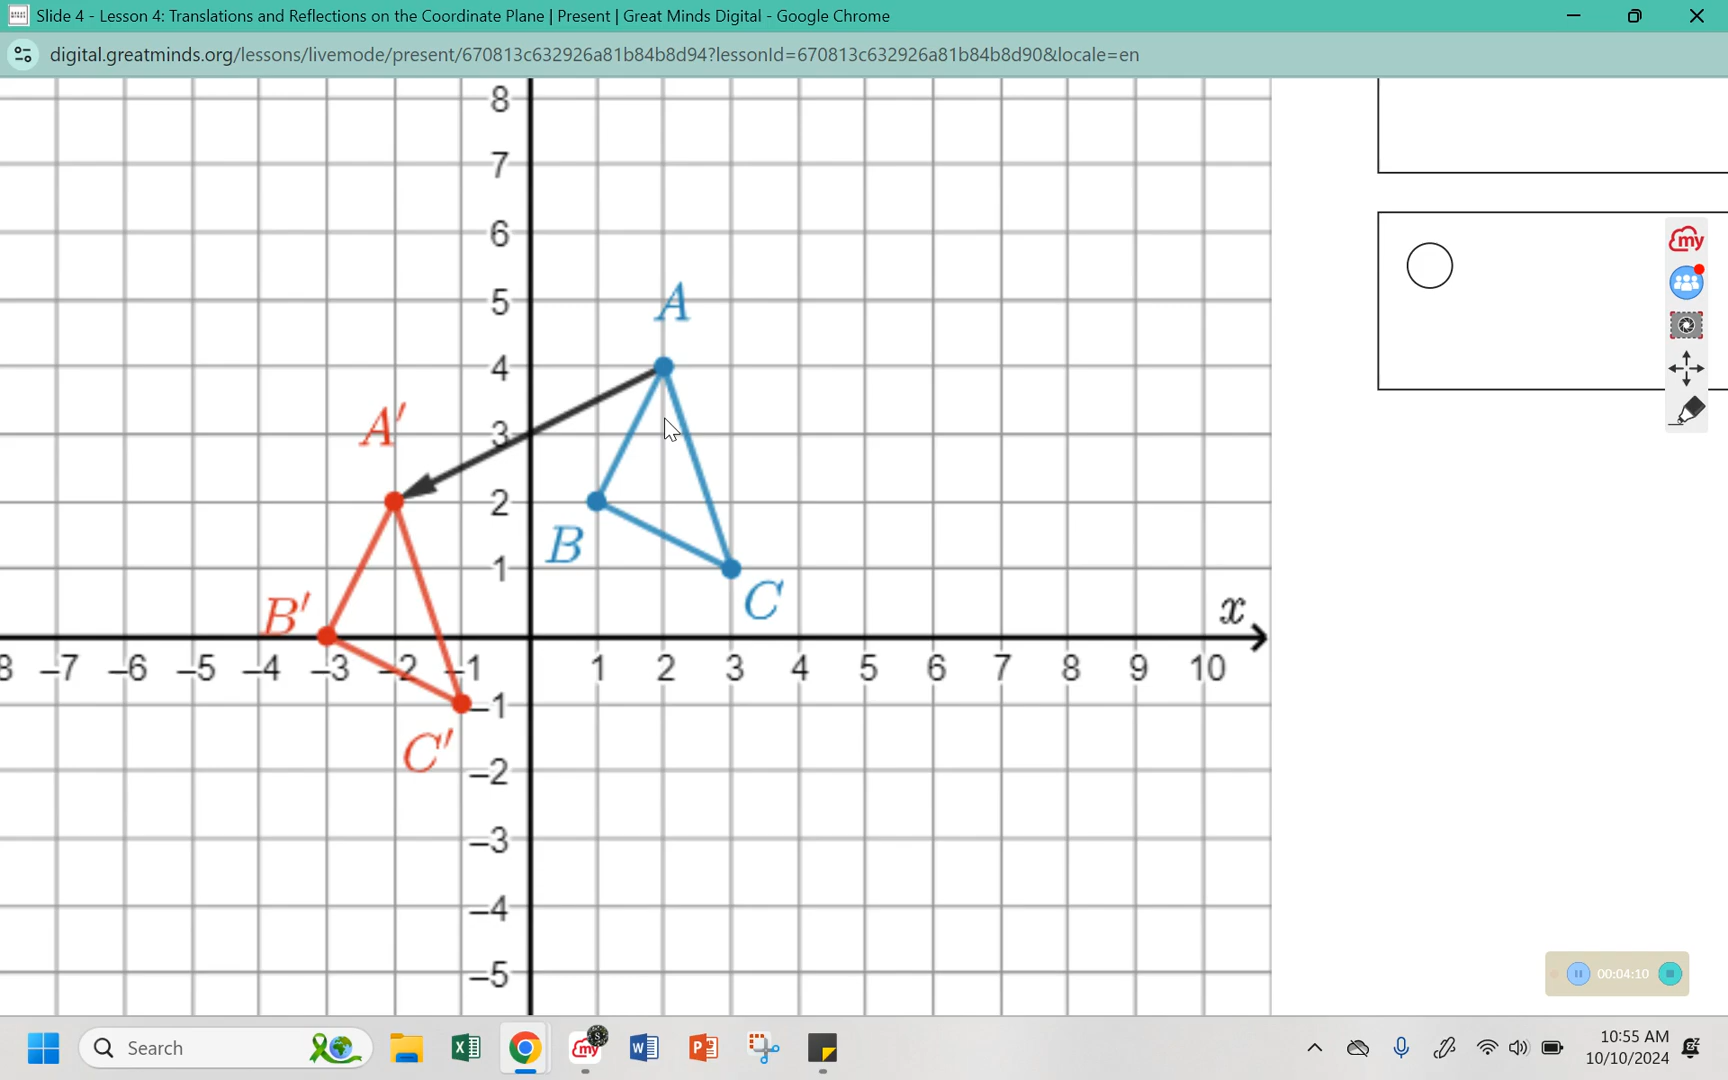 Slide 4 - Lesson 4: Translations and Reflections on the Coordinate Plane | Present | Great Minds Digital - Google Chrome
digital.greatminds.org/lessons/livemode/present/670813c632926a81b84b8d94?lessonId=670813c632926a81b84b8d90&locale=en
8
7
my
6
5
A
4
A′
3
2
B
1
C
B′
x
8 –7 –6 –5 –4 –3 –2 –1 1 2 3 4 5 6 7 8 9 10
–1
C′
–2
–3
–4
–5
00:04:10
Search
my
S
10:55 AM
10/10/2024